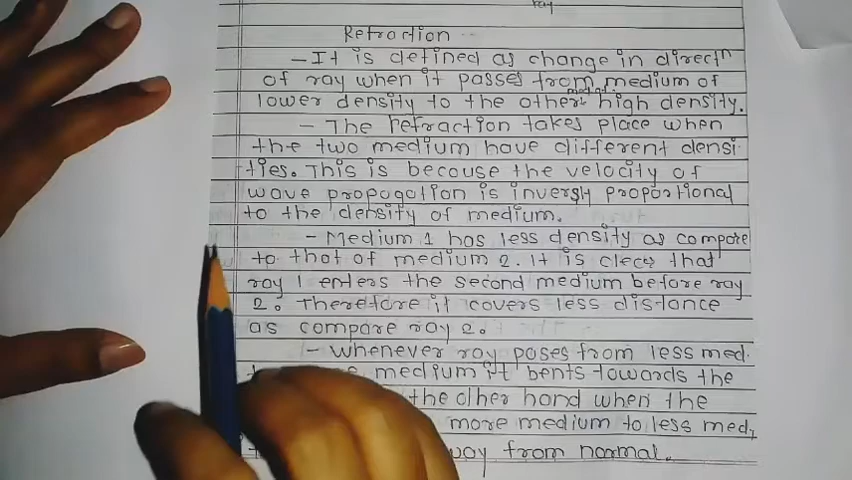 ray
Refraction
- It is defined as change in directn
of ray when it passes from medium of
lower density to the other high density.
- The refraction takes place when
the two medium have different densi
ties. This is becouse the velocity of
wave propogation is inversly proportional
to the density of medium.
- Medium 1 has less density as compare
to that of medium 2. It is clear that
ray 1 enters the second medium before ray
2. Therefore it covers less distance
as compare ray 2.
- Whenever ray poses from less med.
medium it bents towards the
the other hand when the
more medium to less med,
way from normal.